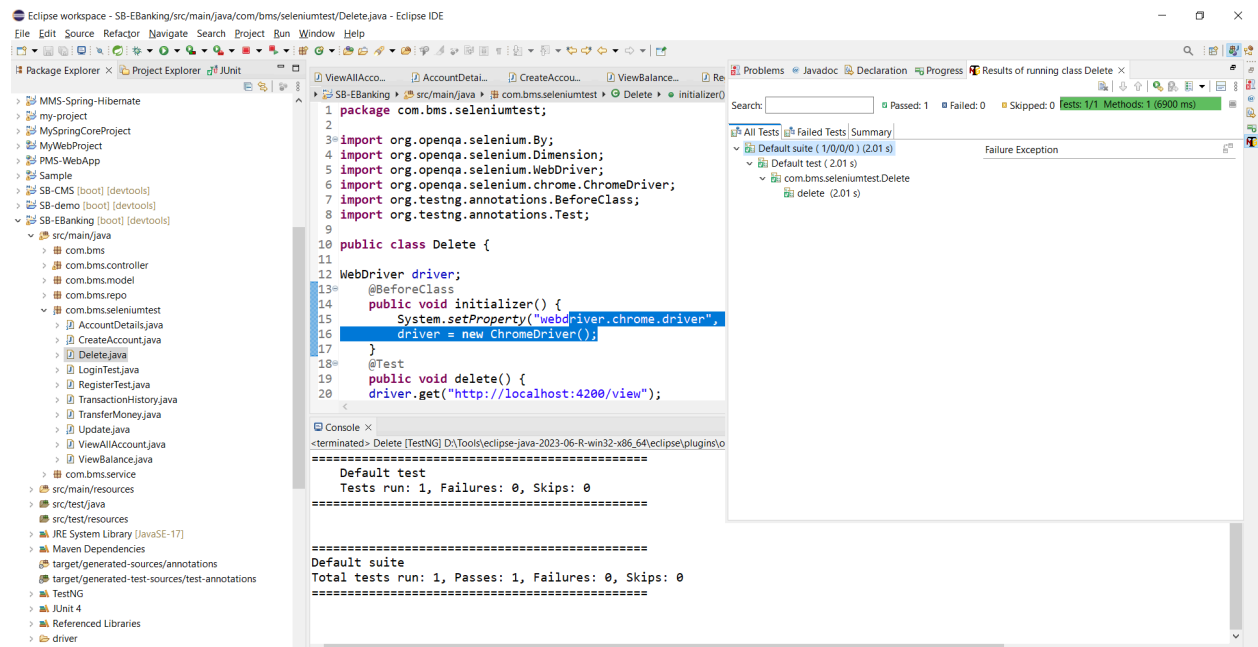 Eclipse workspace - SB-EBanking/src/main/java/com/bms/seleniumtest/Delete.java - Eclipse IDE
File Edit Source Refactor Navigate Search Project Run Window Help
Package Explorer Project Explorer JUnit
MMS-Spring-Hibernate
my-project
MySpringCoreProject
MyWebProject
PMS-WebApp
Sample
SB-CMS [boot] [devtools]
SB-demo [boot] [devtools]
SB-EBanking [boot] [devtools]
src/main/java
com.bms
com.bms.controller
com.bms.model
com.bms.repo
com.bms.seleniumtest
AccountDetails.java
CreateAccount.java
Delete.java
LoginTest.java
RegisterTest.java
TransactionHistory.java
TransferMoney.java
Update.java
ViewAllAccount.java
ViewBalance.java
com.bms.service
src/main/resources
src/test/java
src/test/resources
JRE System Library [JavaSE-17]
Maven Dependencies
target/generated-sources/annotations
target/generated-test-sources/test-annotations
TestNG
JUnit 4
Referenced Libraries
driver
ViewAllAcco... AccountDetai... CreateAccou... ViewBalance... Re
SB-EBanking src/main/java com.bms.seleniumtest Delete initializer()
1 package com.bms.seleniumtest;
2
3 import org.openqa.selenium.By;
4 import org.openqa.selenium.Dimension;
5 import org.openqa.selenium.WebDriver;
6 import org.openqa.selenium.chrome.ChromeDriver;
7 import org.testng.annotations.BeforeClass;
8 import org.testng.annotations.Test;
9
10 public class Delete {
11
12 WebDriver driver;
13 @BeforeClass
14 public void initializer() {
15 System.setProperty("webdriver.chrome.driver",
16 driver = new ChromeDriver();
17 }
18 @Test
19 public void delete() {
20 driver.get("http://localhost:4200/view");
Console
<terminated> Delete [TestNG] D:\Tools\eclipse-java-2023-06-R-win32-x86_64\eclipse\plugins\o
===============================================
Default test
Tests run: 1, Failures: 0, Skips: 0
===============================================
===============================================
Default suite
Total tests run: 1, Passes: 1, Failures: 0, Skips: 0
===============================================
Problems Javadoc Declaration Progress Results of running class Delete
Search: Passed: 1 Failed: 0 Skipped: 0 Tests: 1/1 Methods: 1 (6900 ms)
All Tests Failed Tests Summary
Default suite ( 1/0/0/0 ) (2.01 s)
Default test ( 2.01 s)
com.bms.seleniumtest.Delete
delete (2.01 s)
Failure Exception